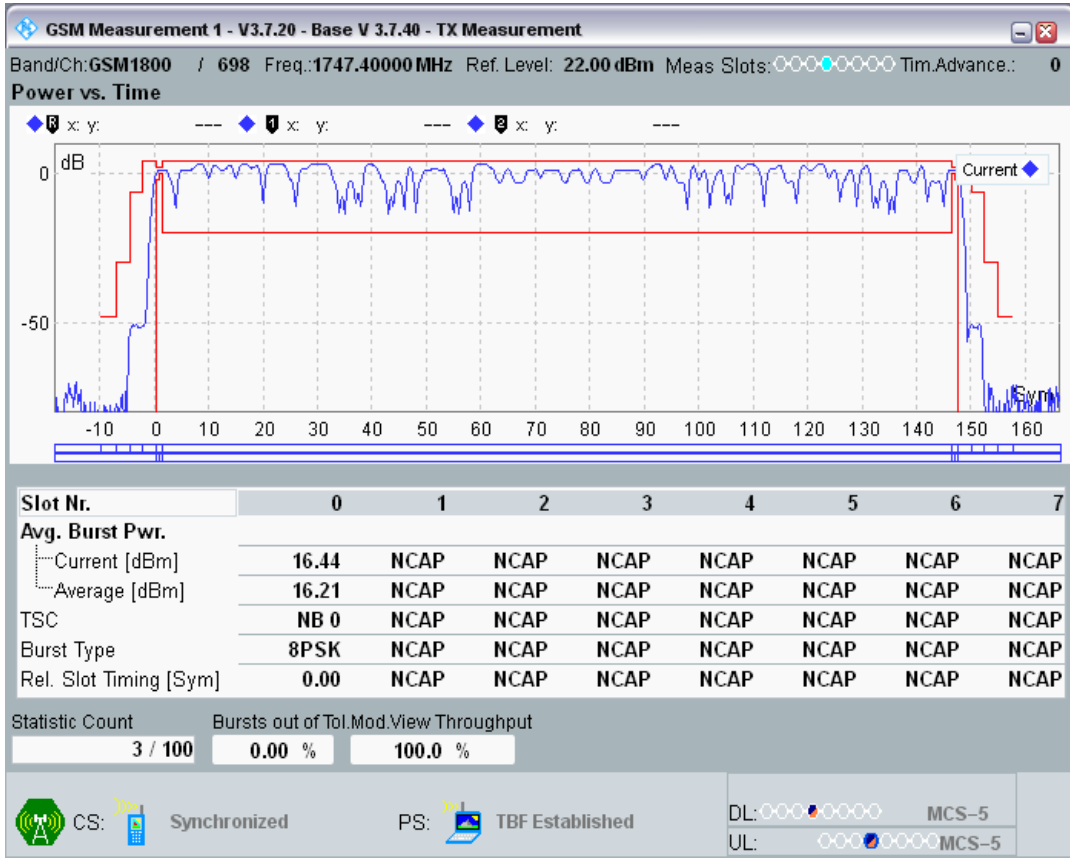 GSM Measurement 1 - V3.7.20 - Base V 3.7.40 - TX Measurement
Band/Ch:GSM1800 / 698 Freq.:1747.40000 MHz Ref. Level: 22.00 dBm Meas Slots: Tim.Advance.: 0
Power vs. Time
R x: y: --- 1 x: y: --- 2 x: y: ---
dB
Current
0
-50
Sym
-10 0 10 20 30 40 50 60 70 80 90 100 110 120 130 140 150 160
Slot Nr. 0 1 2 3 4 5 6 7
Avg. Burst Pwr.
Current [dBm] 16.44 NCAP NCAP NCAP NCAP NCAP NCAP NCAP
Average [dBm] 16.21 NCAP NCAP NCAP NCAP NCAP NCAP NCAP
TSC NB 0 NCAP NCAP NCAP NCAP NCAP NCAP NCAP
Burst Type 8PSK NCAP NCAP NCAP NCAP NCAP NCAP NCAP
Rel. Slot Timing [Sym] 0.00 NCAP NCAP NCAP NCAP NCAP NCAP NCAP
Statistic Count Bursts out of Tol. Mod.View Throughput
3 / 100 0.00 % 100.0 %
CS: Synchronized PS: TBF Established
DL: MCS-5
UL: MCS-5